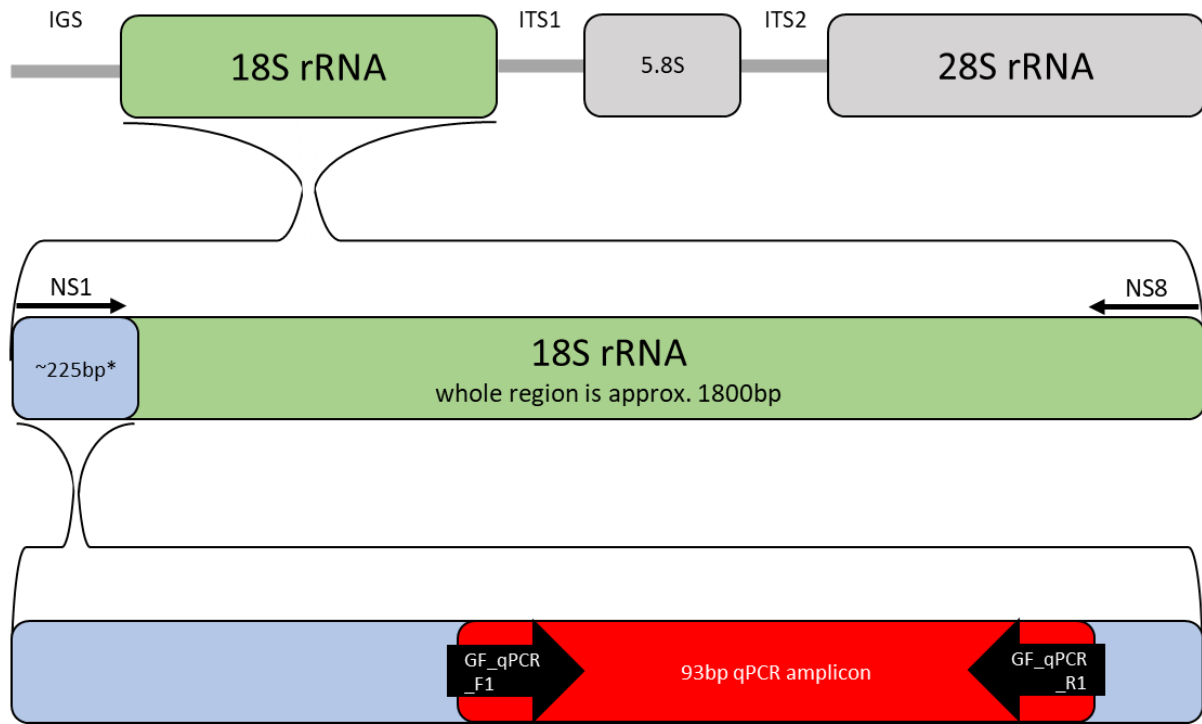 IGS
18S rRNA
ITS1
5.8S
ITS2
28S rRNA
NS1
NS8
~225bp*
18S rRNA
whole region is approx. 1800bp
GF_qPCR
_F1
93bp qPCR amplicon
GF_qPCR
_R1